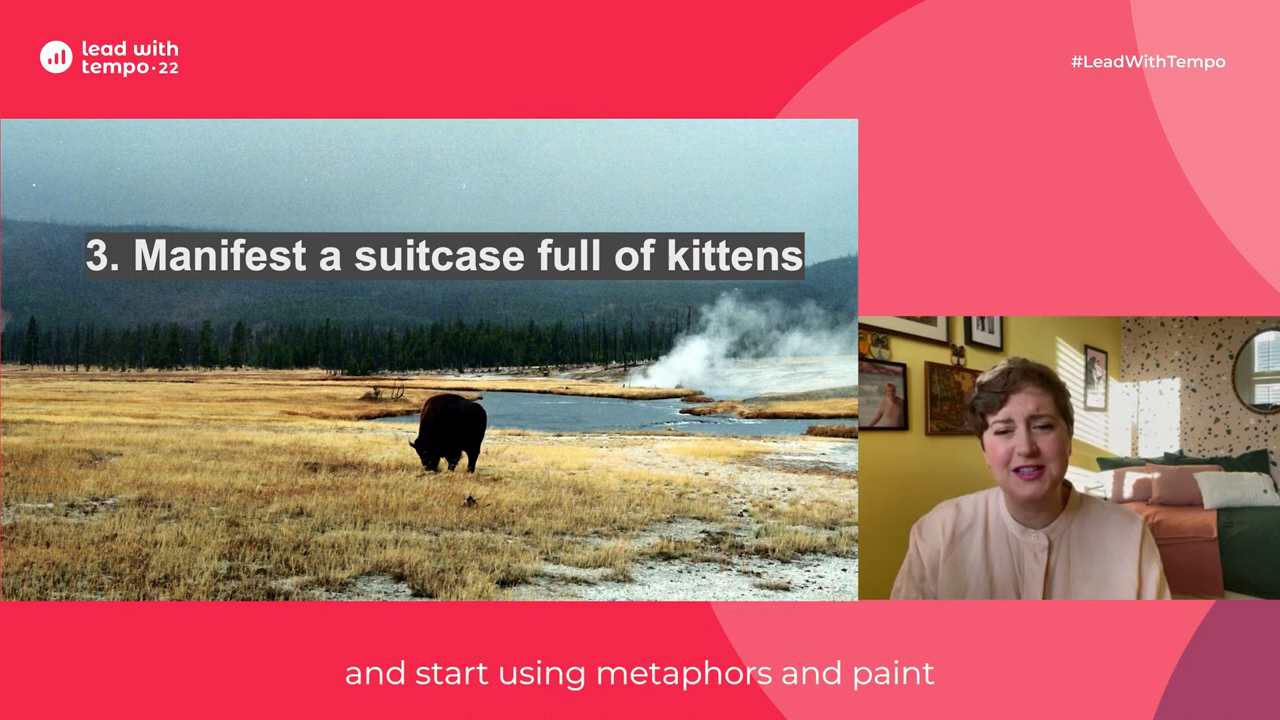 lead with
tempo·22
#LeadWithTempo
3. Manifest a suitcase full of kittens
and start using metaphors and paint